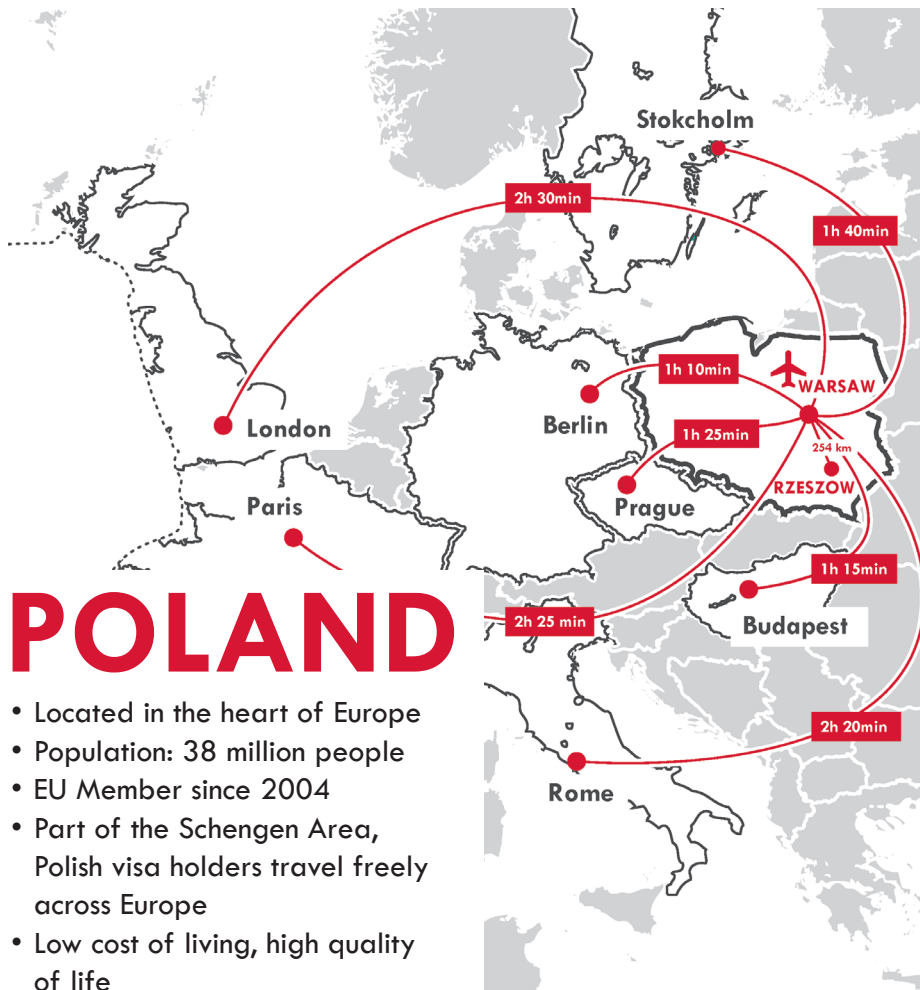 Stokcholm
2h 30min
1h 40min
1h 10min
WARSAW
London
Berlin
1h 25min
254 km
RZESZOW
Paris
Prague
1h 15min
2h 25 min
Budapest
POLAND
• Located in the heart of Europe
• Population: 38 million people
2h 20min
• EU Member since 2004
Rome
• Part of the Schengen Area,
Polish visa holders travel freely
across Europe
• Low cost of living, high quality
of life